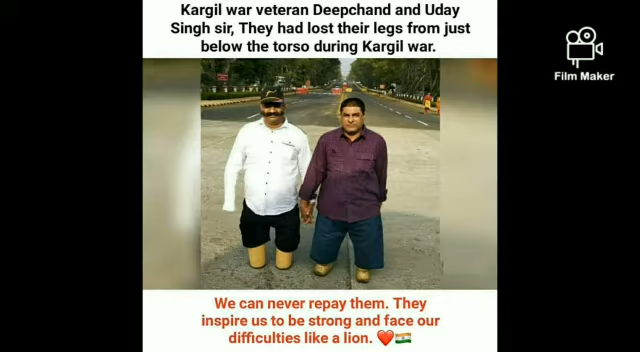 Kargil war veteran Deepchand and Uday
Singh sir, They had lost their legs from just
below the torso during Kargil war.
Film Maker
We can never repay them. They
inspire us to be strong and face our
difficulties like a lion. ❤️🇮🇳